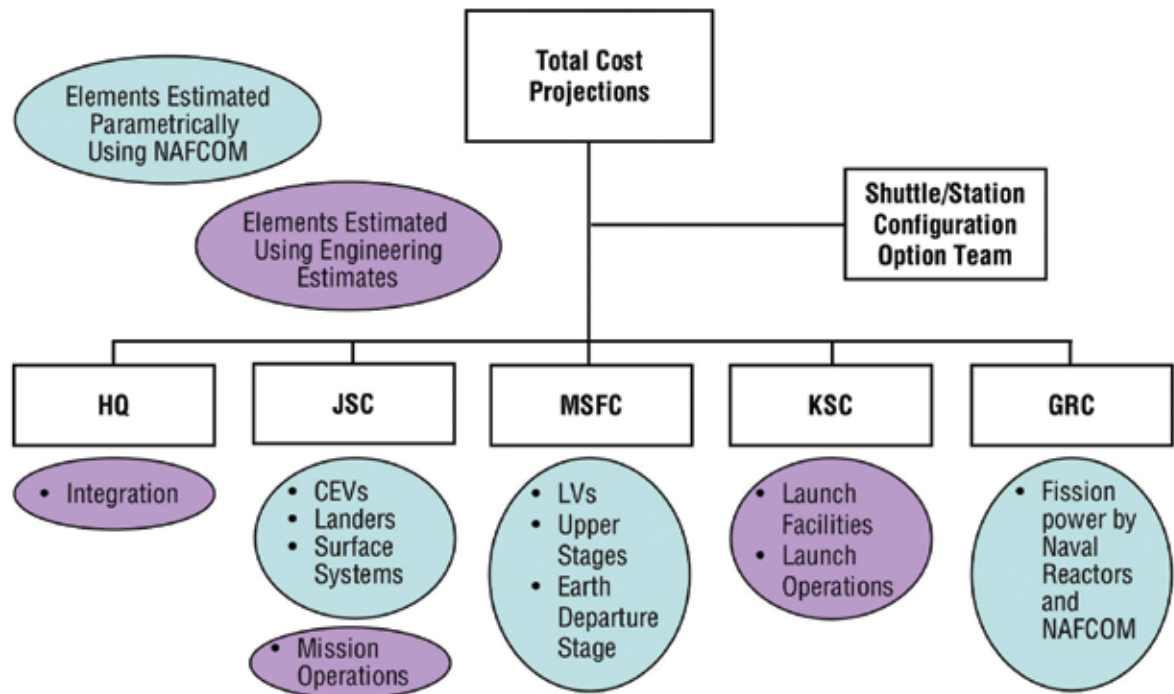 Total Cost
Projections
Elements Estimated
Parametrically
Using NAFCOM
Elements Estimated
Using Engineering
Estimates
Shuttle/Station
Configuration
Option Team
HQ
JSC
MSFC
KSC
GRC
• Integration
• CEVs
• Landers
• Surface
Systems
• Mission
Operations
• LVs
• Upper
Stages
• Earth
Departure
Stage
• Launch
Facilities
• Launch
Operations
• Fission
power by
Naval
Reactors
and
NAFCOM